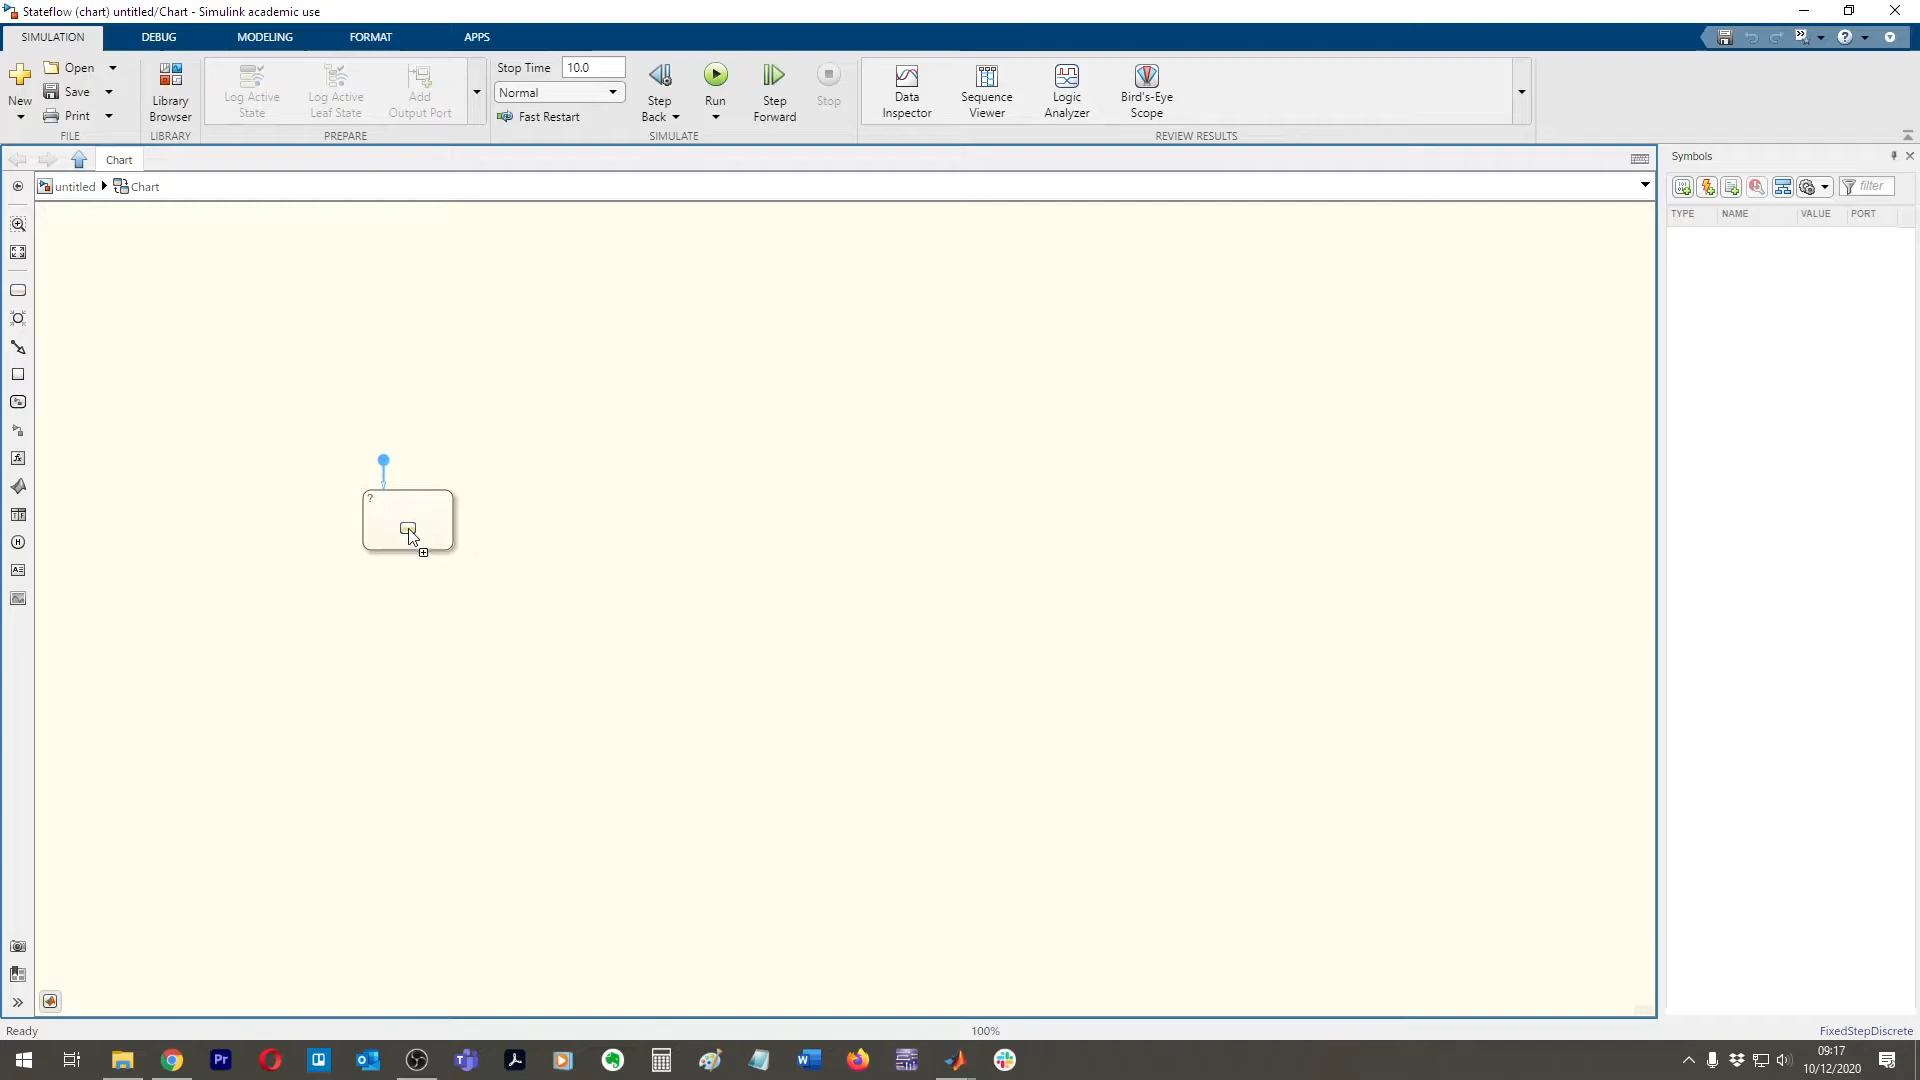 Stateflow (chart) untitled/Chart - Simulink academic use
SIMULATION DEBUG MODELING FORMAT APPS
New
Open
Save
Print
FILE
Library
Browser
LIBRARY
Log Active
State
Log Active
Leaf State
Add
Output Port
PREPARE
Stop Time 10.0
Normal
Fast Restart
Step
Back
Run
Step
Forward
Stop
SIMULATE
Data
Inspector
Sequence
Viewer
Logic
Analyzer
Bird's-Eye
Scope
REVIEW RESULTS
Chart
untitled Chart
?
Symbols
filter
TYPE NAME VALUE PORT
Ready 100% FixedStepDiscrete
09:17
10/12/2020